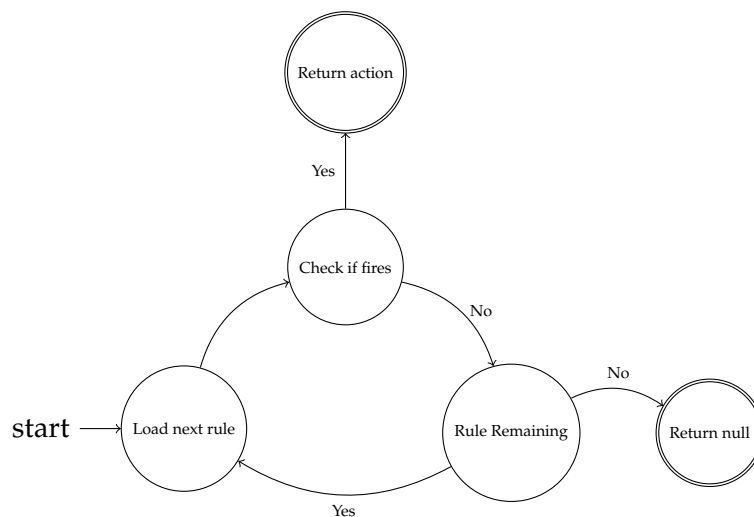 Return action
Yes
Check if fires
No
No
start
Load next rule
Rule Remaining
Return null
Yes